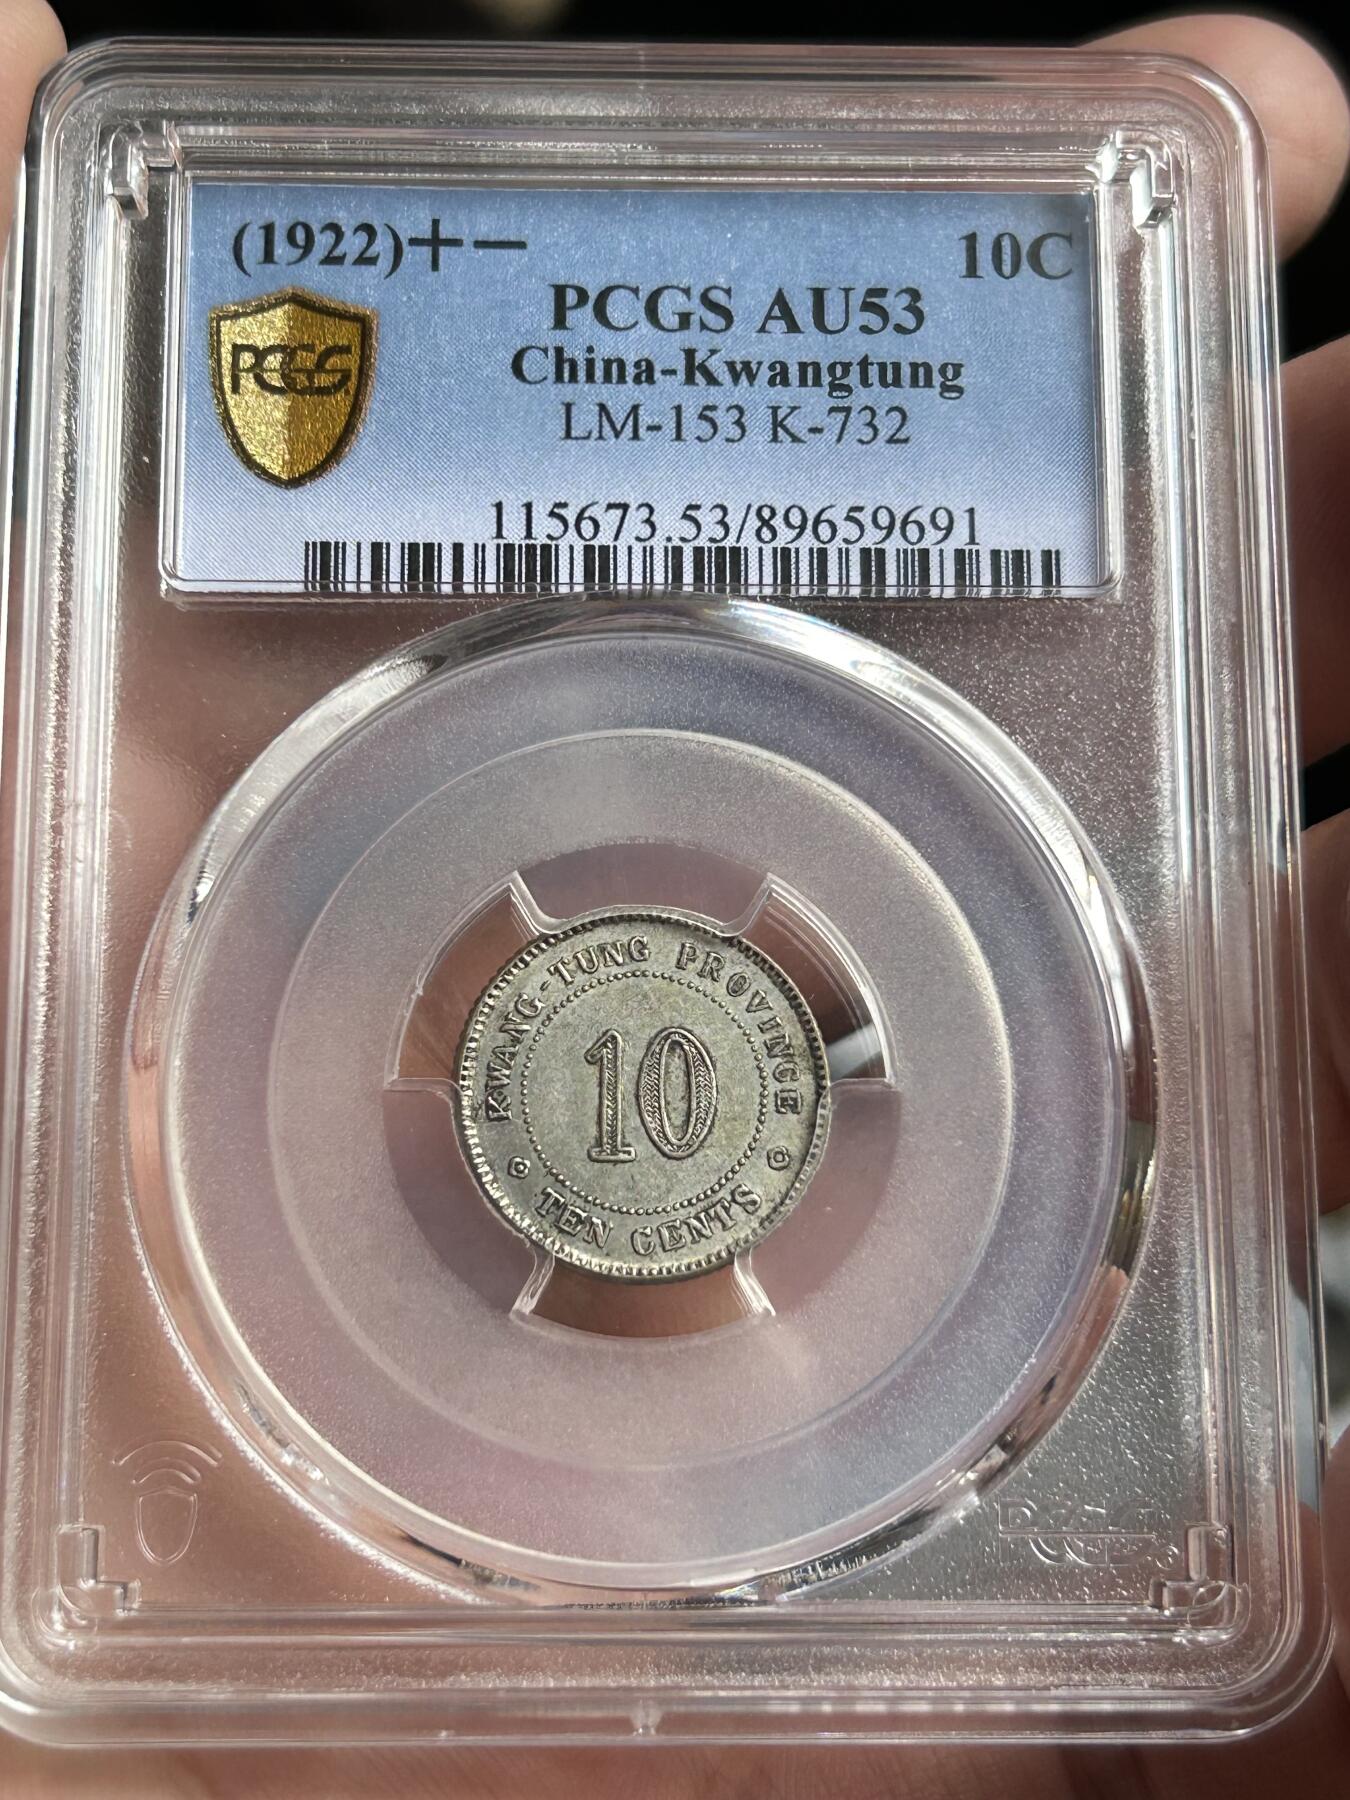 (1922)十一 10C
PCGS AU53
PCGS
China-Kwangtung
LM-153 K-732
115673.53/89659691
KWANG-TUNG PROVINCE
10
TEN CENTS